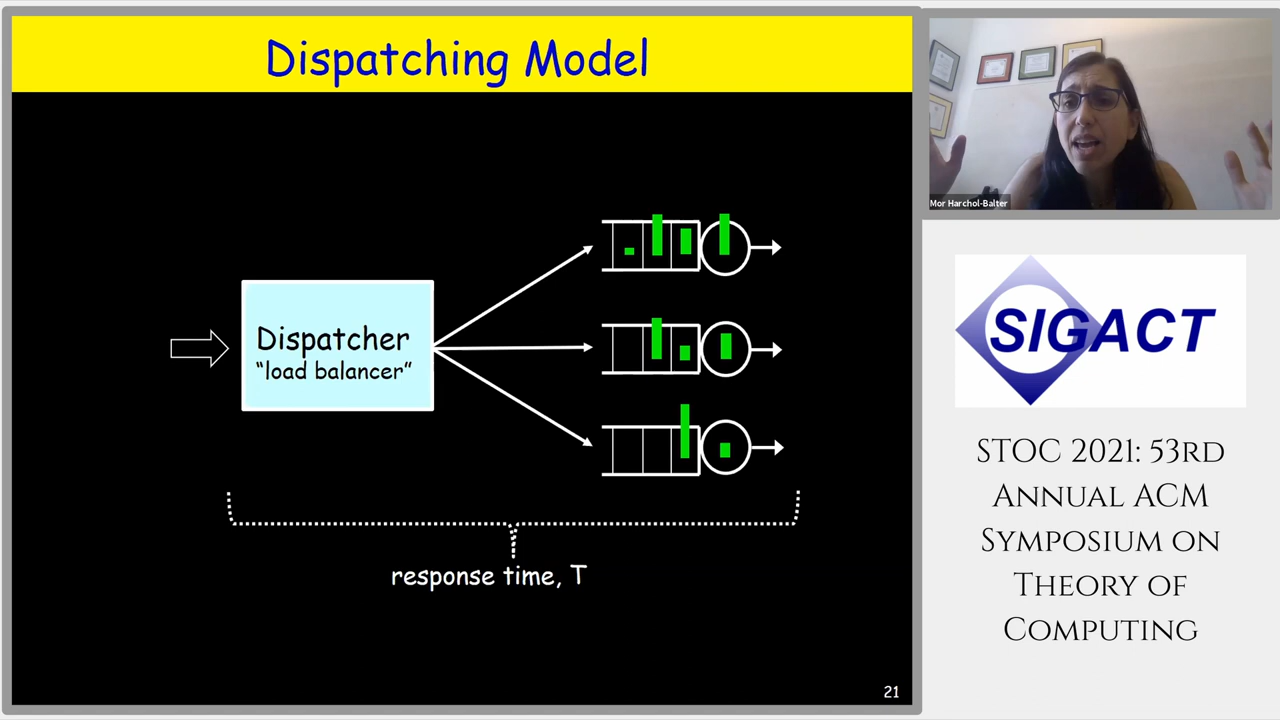 Dispatching Model
Dispatcher
“load balancer”
response time, T
21
Mor Harchol-Balter
SIGACT
STOC 2021: 53rd
Annual ACM
Symposium on
Theory of
Computing